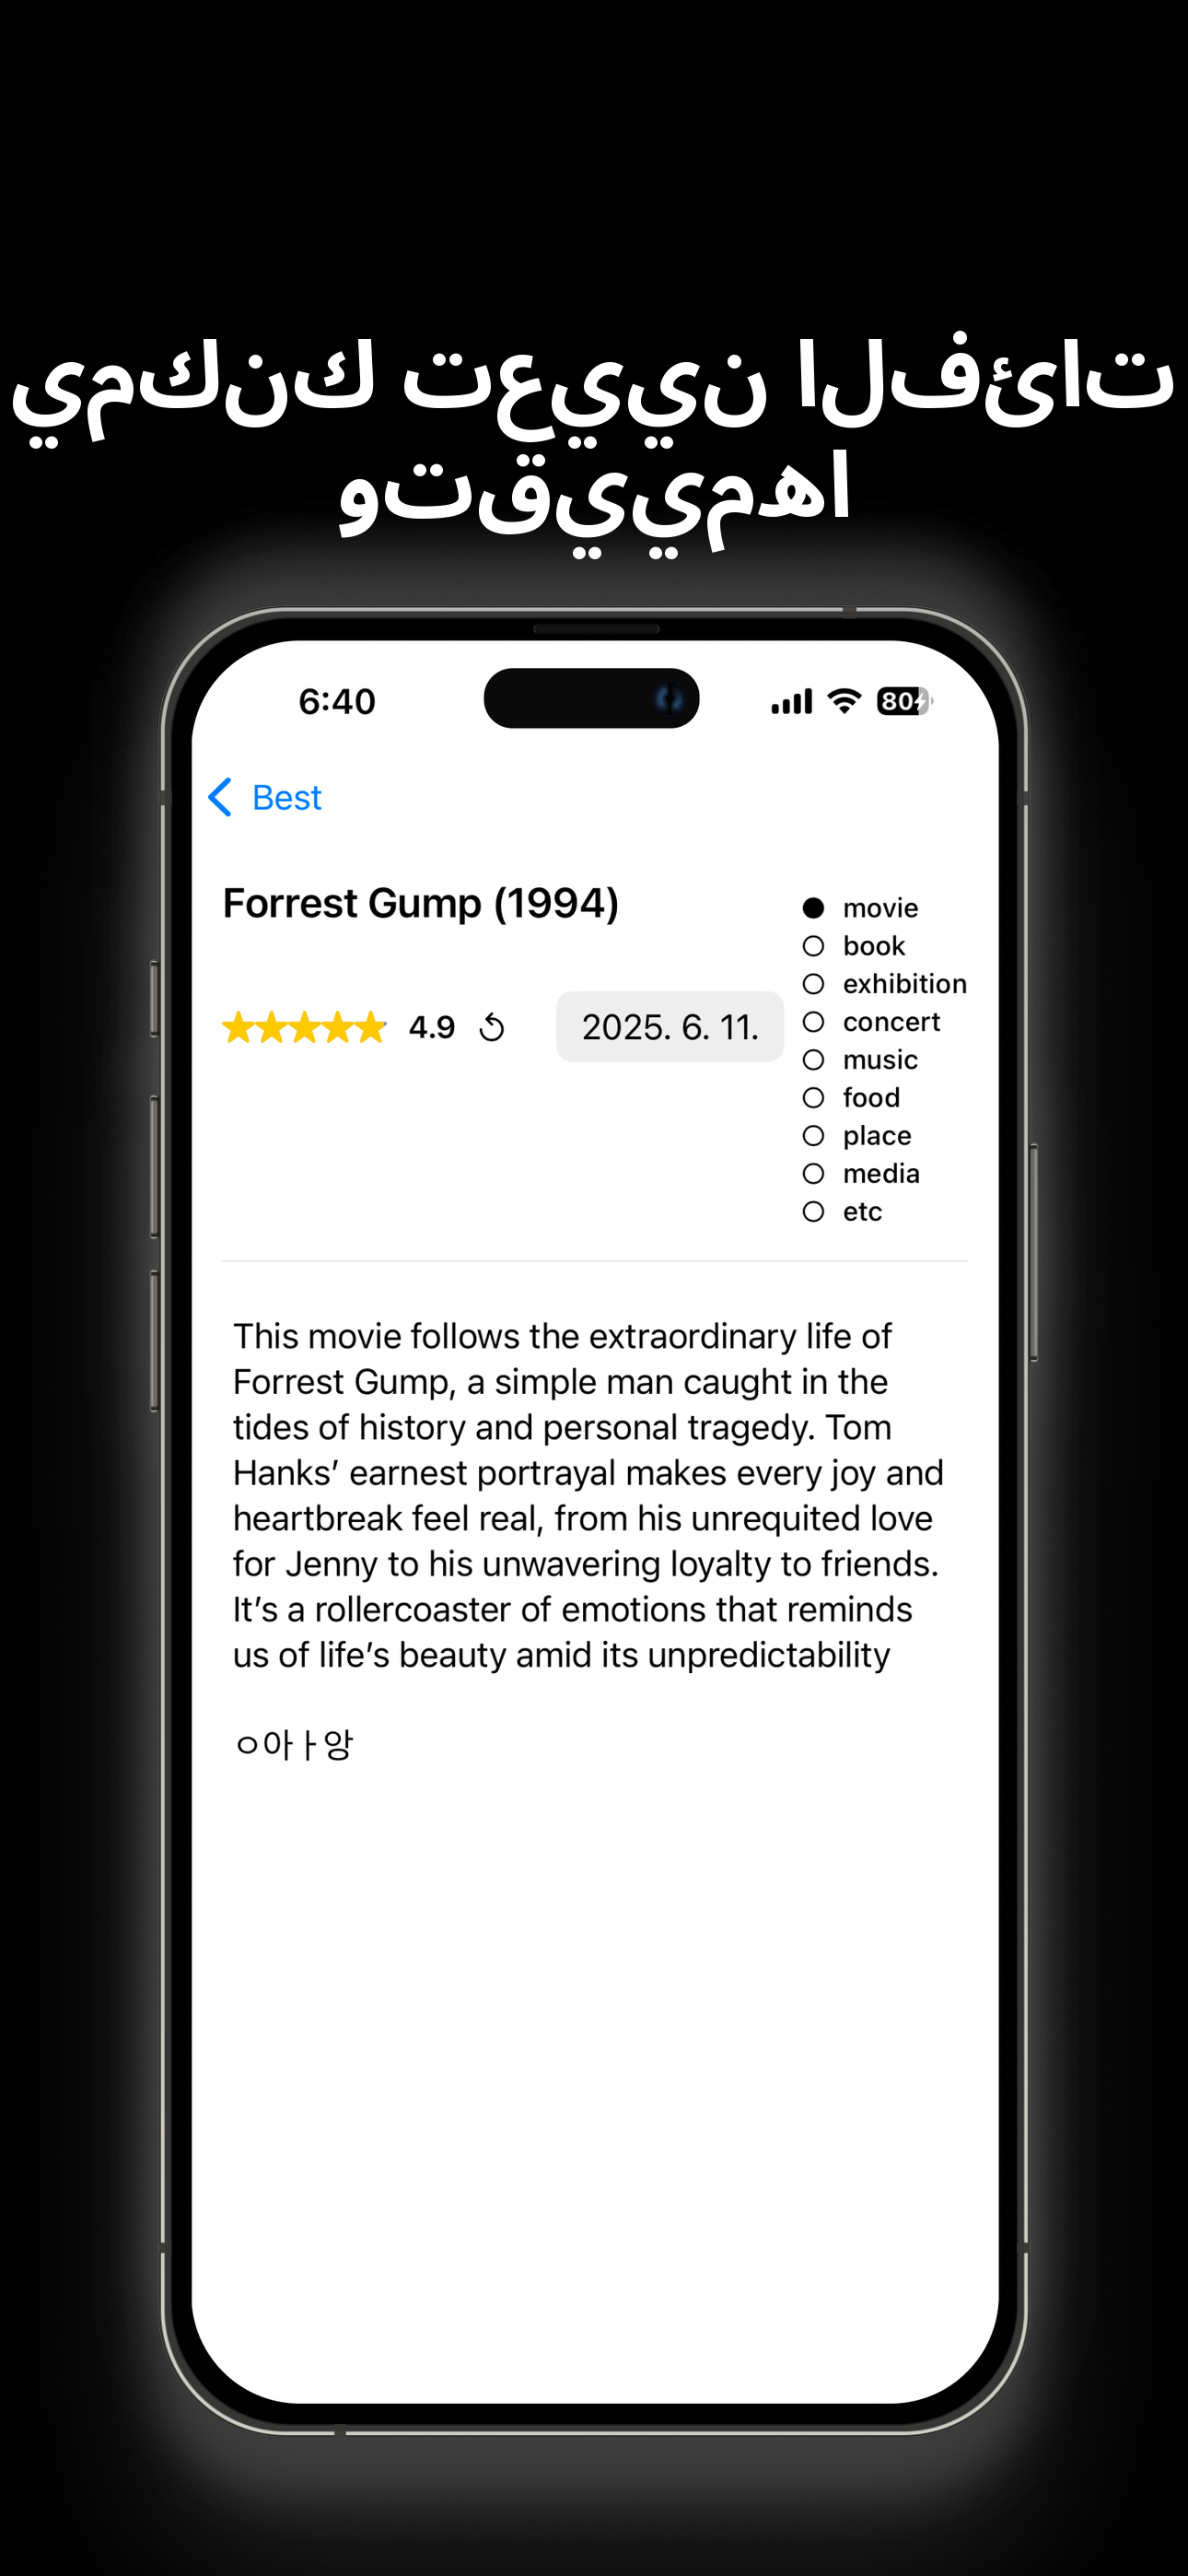 يمكنك تعيين الفئات
وتقييمها
6:40
80
Best
Forrest Gump (1994)
4.9
2025. 6. 11.
movie
book
exhibition
concert
music
food
place
media
etc
This movie follows the extraordinary life of
Forrest Gump, a simple man caught in the
tides of history and personal tragedy. Tom
Hanks’ earnest portrayal makes every joy and
heartbreak feel real, from his unrequited love
for Jenny to his unwavering loyalty to friends.
It’s a rollercoaster of emotions that reminds
us of life’s beauty amid its unpredictability
ㅇ아ㅏ앙